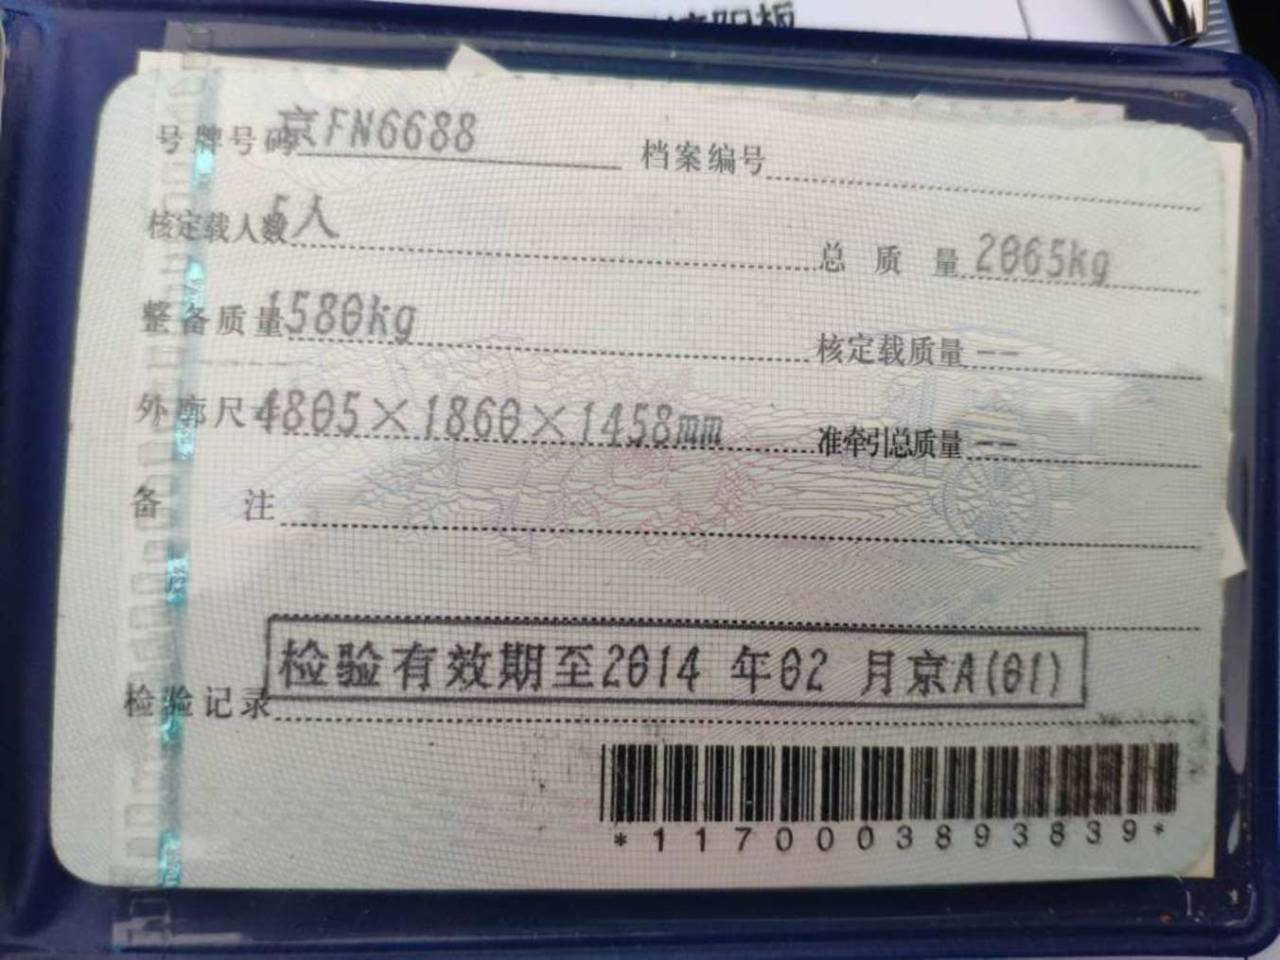 号牌号码 京FN6688 档案编号
核定载人数 5人 总质量 2065kg
整备质量 1580kg 核定载质量 --
外廓尺 4805×1860×1458mm 准牵引总质量 --
备注
检验有效期至2014 年02 月京A(01)
检验记录
*1170003893839*